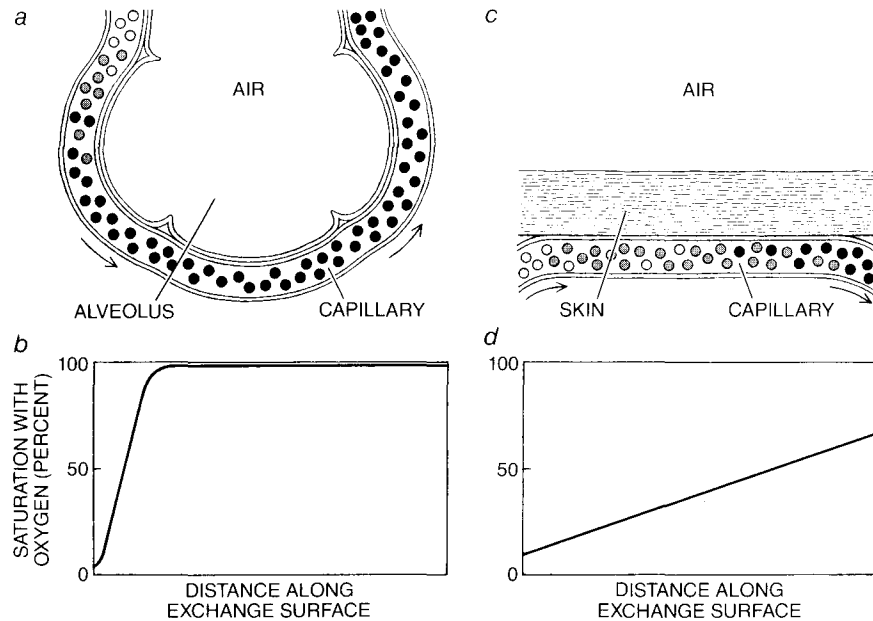 a
AIR
ALVEOLUS
CAPILLARY
b
SATURATION WITH
OXYGEN (PERCENT)
100
50
0
DISTANCE ALONG
EXCHANGE SURFACE
c
AIR
SKIN
CAPILLARY
d
100
50
0
DISTANCE ALONG
EXCHANGE SURFACE